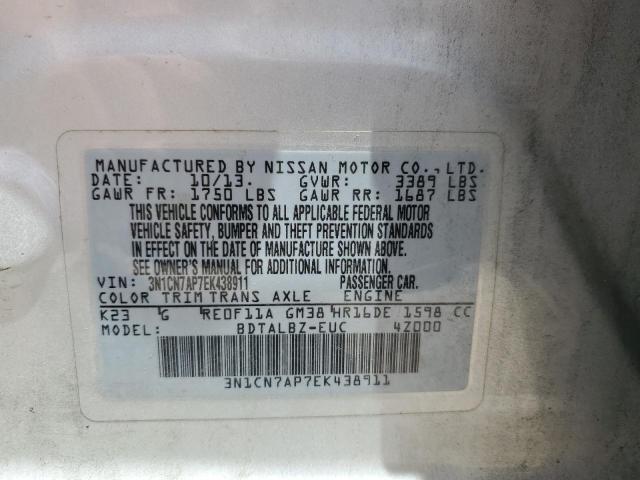 MANUFACTURED BY NISSAN MOTOR CO., LTD.
DATE: 10/13. GVWR: 3389 LBS
GAWR FR: 1750 LBS GAWR RR: 1687 LBS
THIS VEHICLE CONFORMS TO ALL APPLICABLE FEDERAL MOTOR
VEHICLE SAFETY, BUMPER AND THEFT PREVENTION STANDARDS
IN EFFECT ON THE DATE OF MANUFACTURE SHOWN ABOVE.
SEE OWNER'S MANUAL FOR ADDITIONAL INFORMATION.
VIN: 3N1CN7AP7EK438911 PASSENGER CAR.
COLOR TRIM TRANS AXLE ENGINE
K23 G RE0F11A GM38 HR16DE 1598 CC
MODEL: BDTALBZ-EUC 4Z000
3N1CN7AP7EK438911